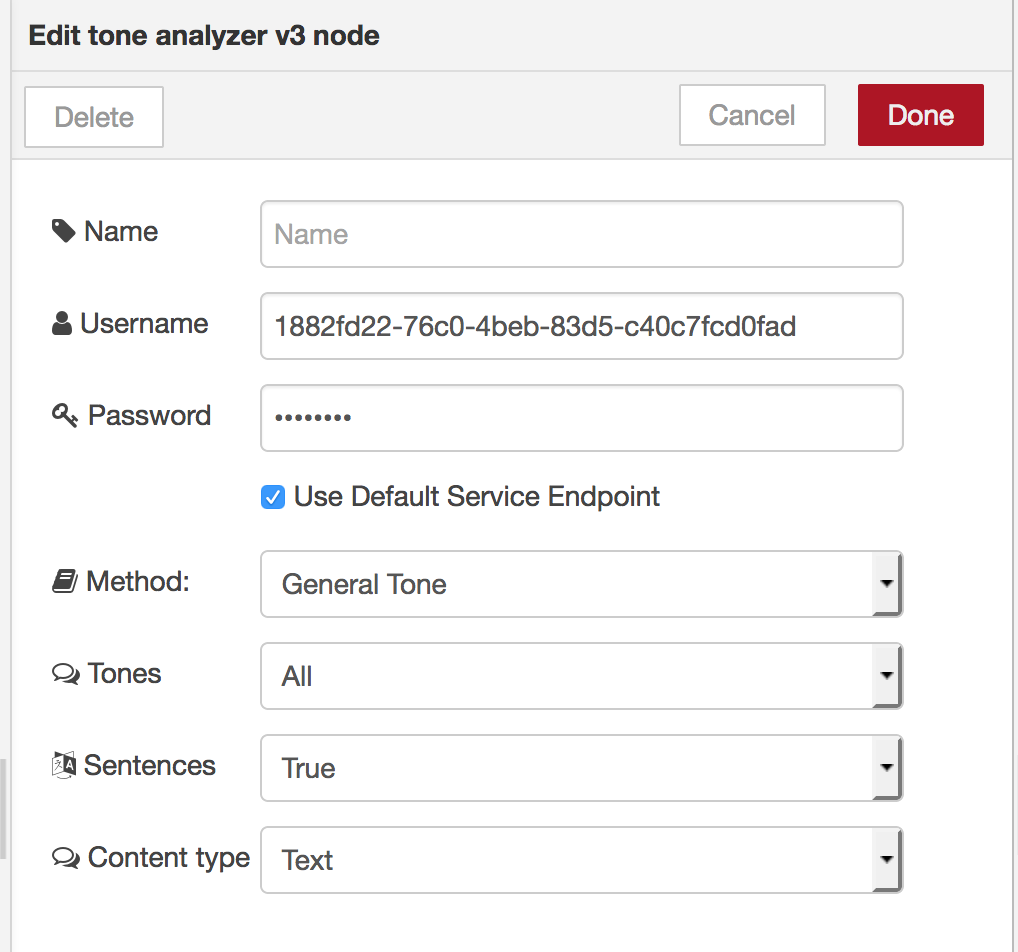 Edit tone analyzer v3 node
Delete Cancel Done
Name Name
Username 1882fd22-76c0-4beb-83d5-c40c7fcd0fad
Password ••••••••
Use Default Service Endpoint
Method: General Tone
Tones All
Sentences True
Content type Text